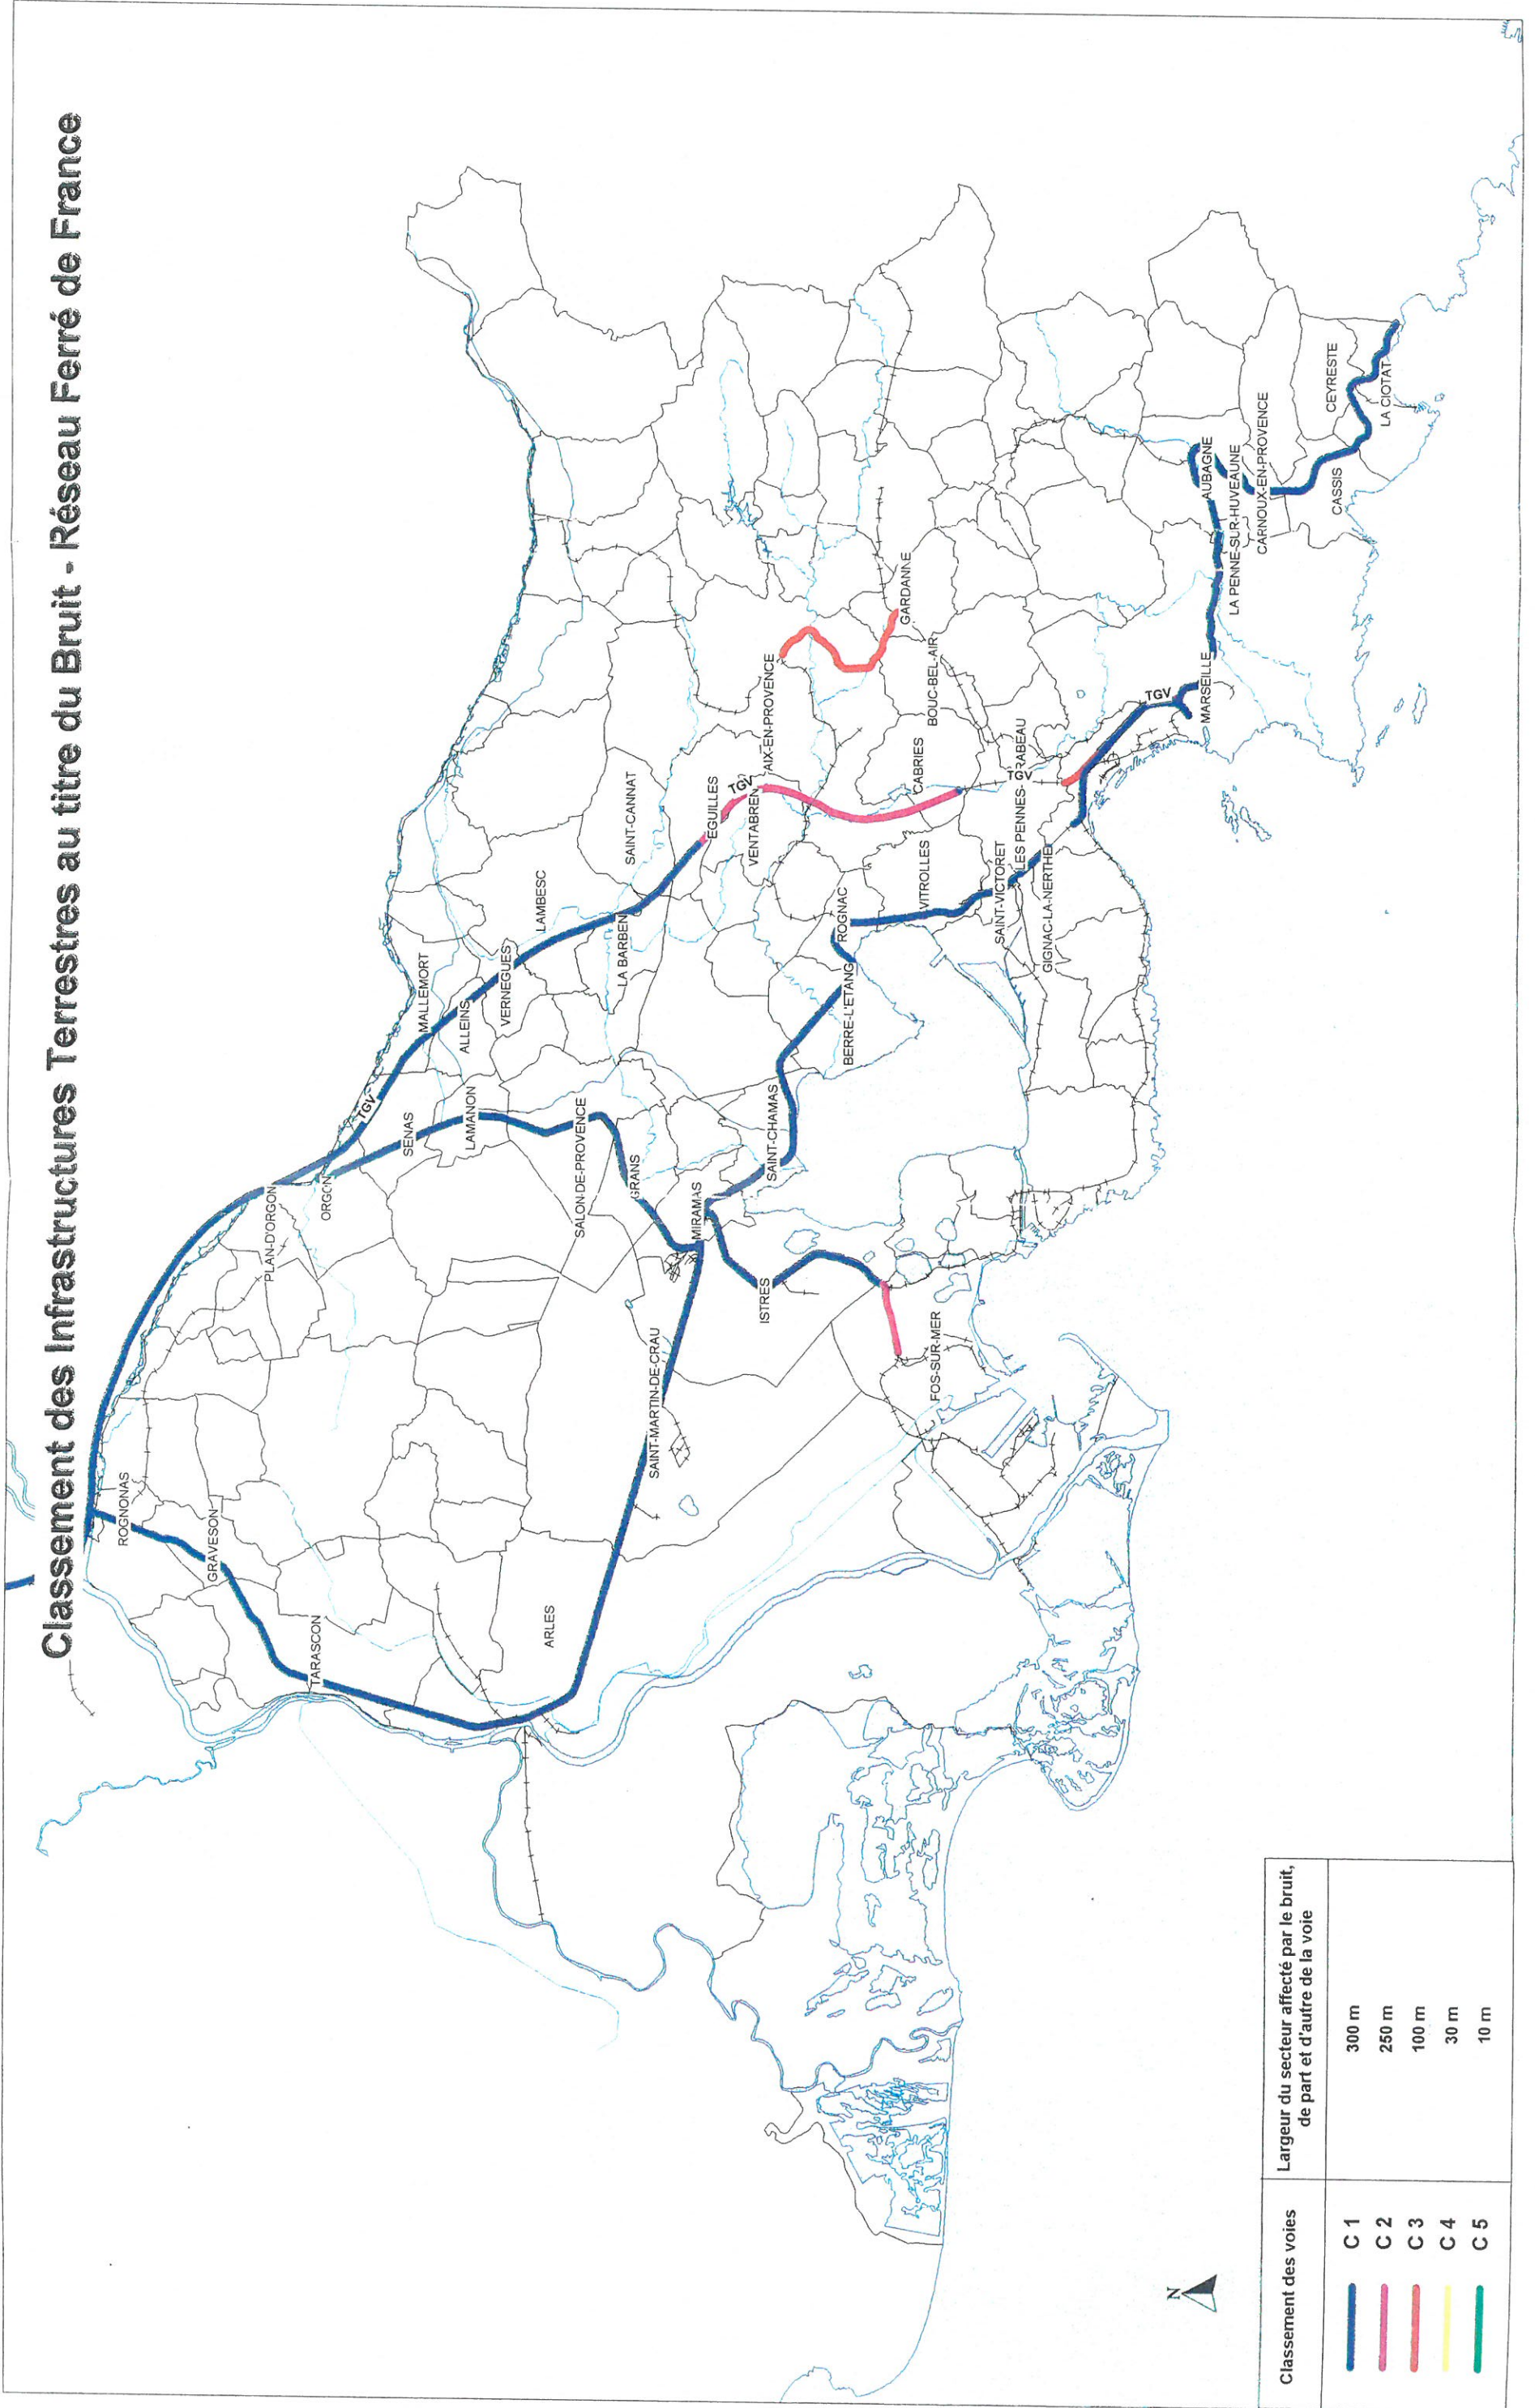 Classement des Infrastructures Terrestres au titre du Bruit - Réseau Ferré de France
ROGNONAS
GRAVESON
TARASCON
PLAN-D'ORGON
ORGON
TGV
SENAS
MALLEMORT
ALLEINS
LAMANON
VERNEGUES
LAMBESC
ARLES
SALON-DE-PROVENCE
LA BARBEN
SAINT-CANNAT
GRANS
SAINT-MARTIN-DE-CRAU
MIRAMAS
EGUILLES
TGV
VENTABREN
AIX-EN-PROVENCE
ISTRES
SAINT-CHAMAS
BERRE-L'ETANG
ROGNAC
GARDANNE
CABRIES
BOUC-BEL-AIR
VITROLLES
FOS-SUR-MER
SAINT-VICTORET
LES PENNES-
RABEAU
TGV
GIGNAC-LA-NERTHE
TGV
MARSEILLE
AUBAGNE
LA PENNE-SUR-HUVEAUNE
CARNOUX-EN-PROVENCE
CASSIS
CEYRESTE
LA CIOTAT
N
Classement des voies
Largeur du secteur affecté par le bruit,
de part et d'autre de la voie
C 1 300 m
C 2 250 m
C 3 100 m
C 4 30 m
C 5 10 m